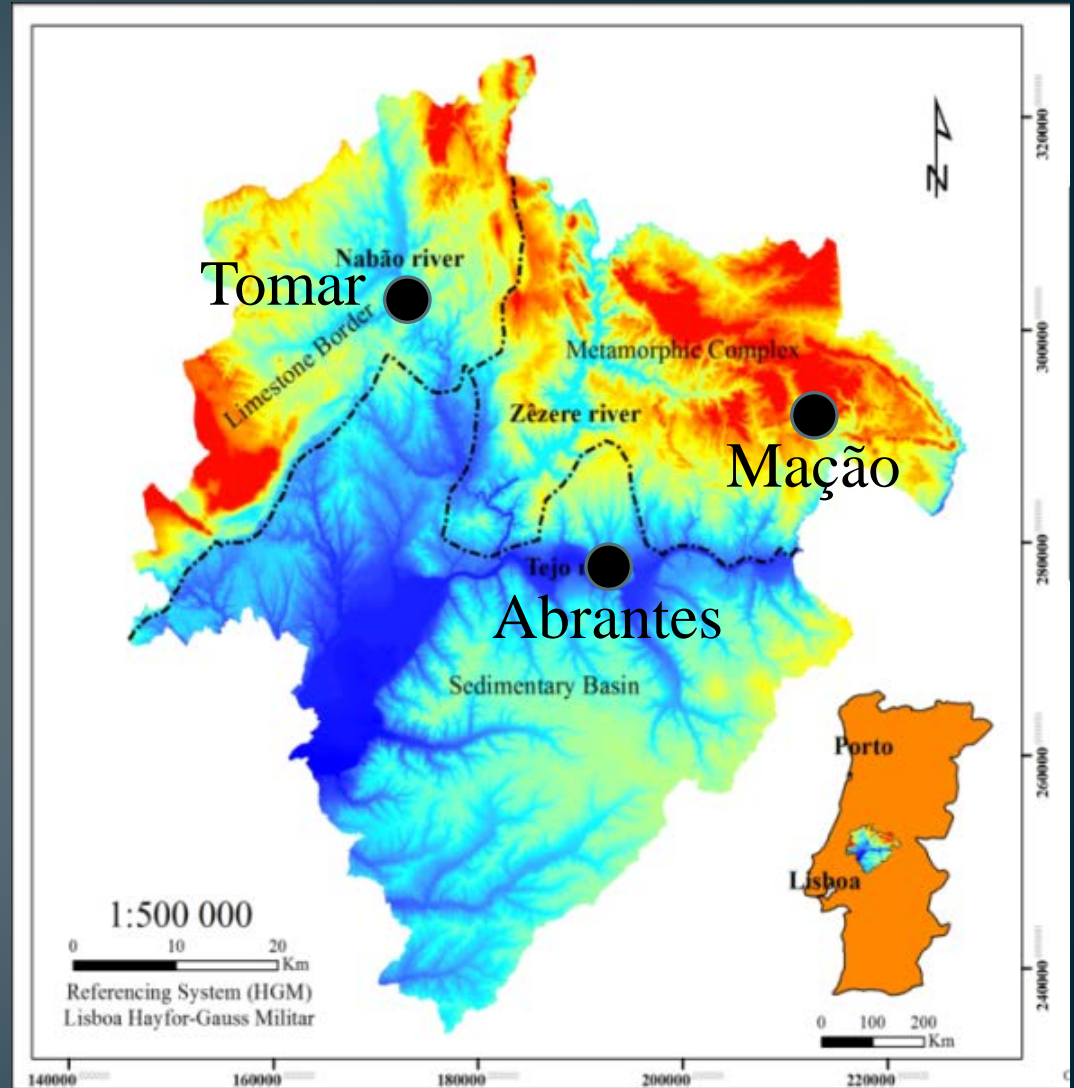 N
Nabão river
Tomar
Limestone Border
Metamorphic Complex
Zêzere river
Mação
Tejo
Abrantes
Sedimentary Basin
Porto
Lisboa
1:500 000
0 10 20
Km
Referencing System (HGM)
Lisboa Hayfor-Gauss Militar
0 100 200
Km
320000
300000
280000
260000
240000
140000 160000 180000 200000 220000